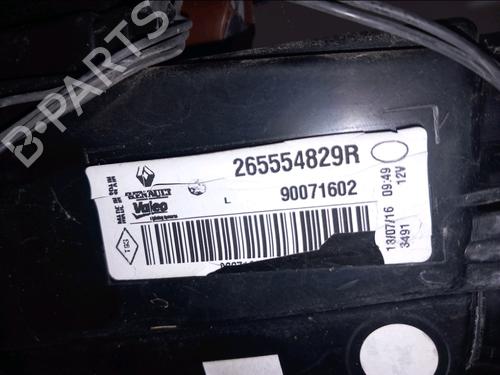 B-PARTS
265554829R
RENAULT
L
90071602
Valeo
13/07/16 09:49
3491 12V